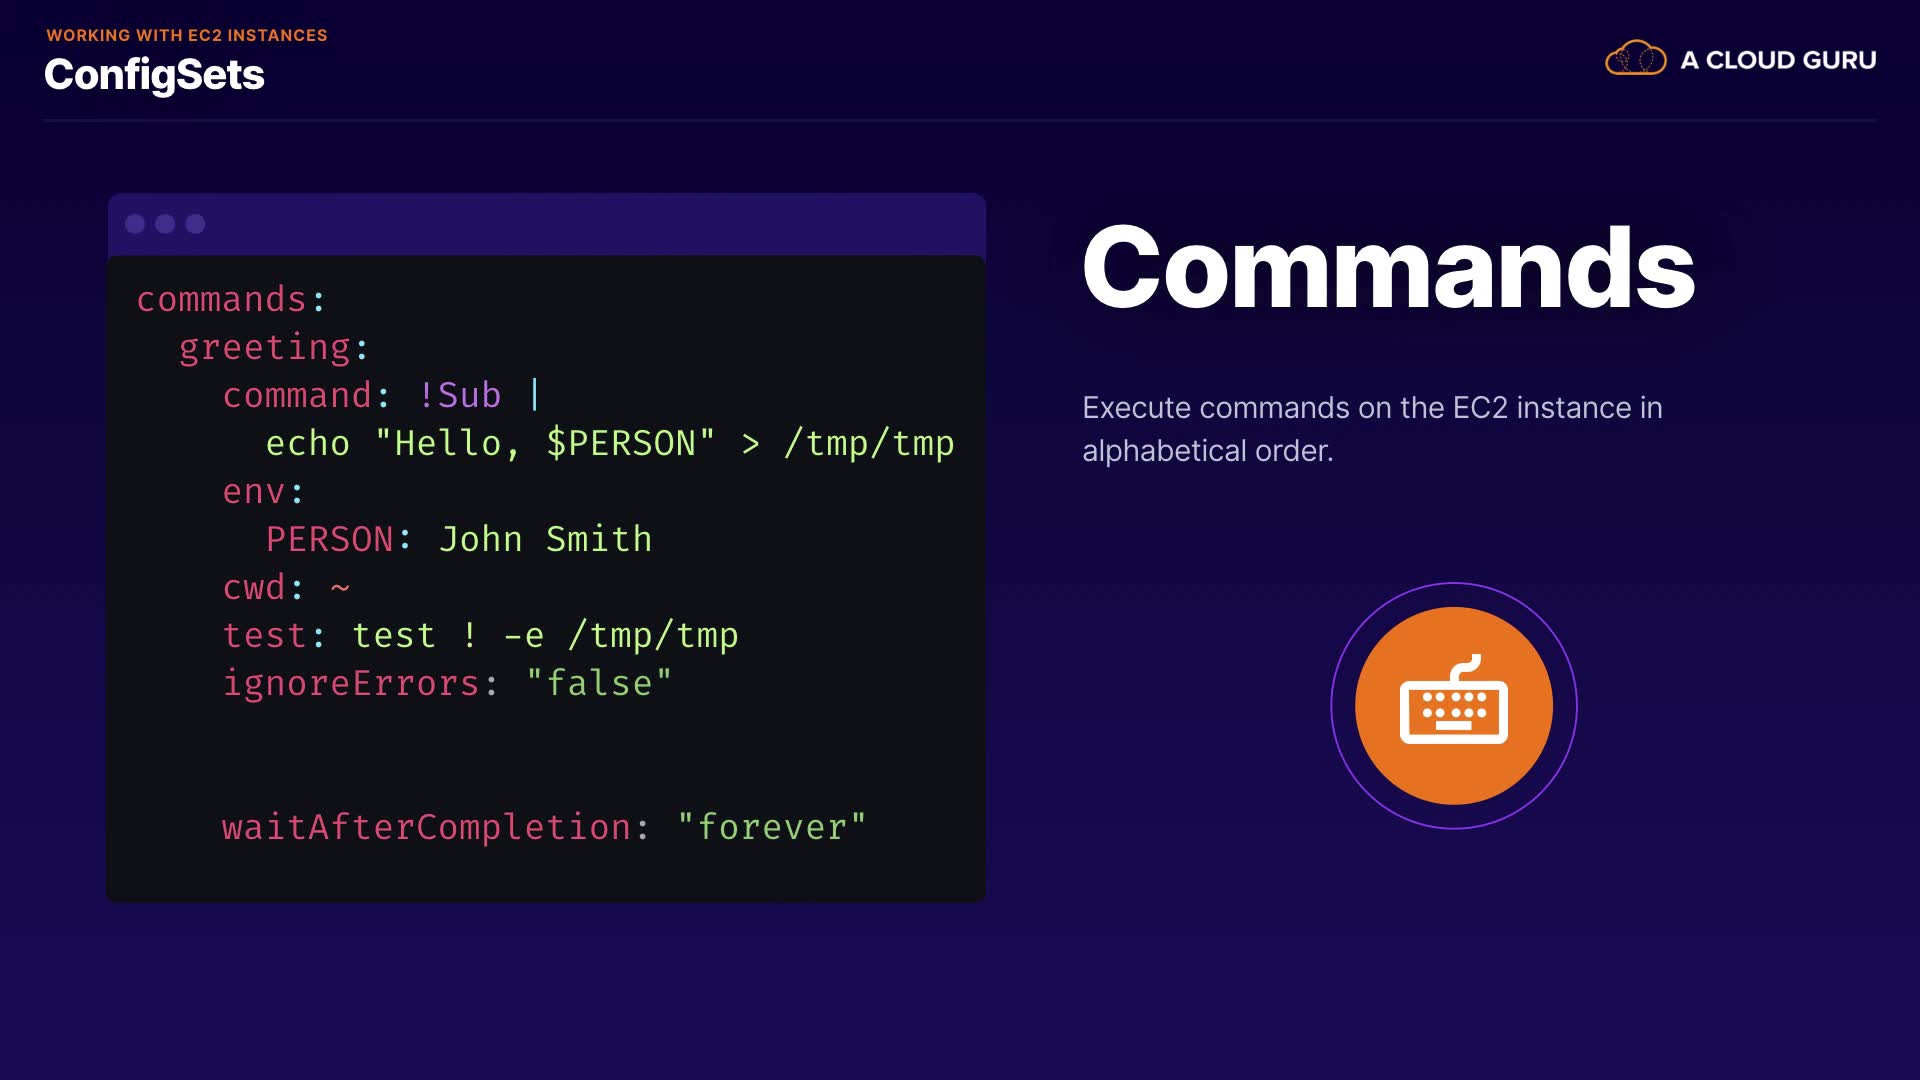 WORKING WITH EC2 INSTANCES
ConfigSets
A CLOUD GURU
commands:
  greeting:
    command: !Sub |
      echo "Hello, $PERSON" > /tmp/tmp
    env:
      PERSON: John Smith
    cwd: ~
    test: test ! -e /tmp/tmp
    ignoreErrors: "false"
    waitAfterCompletion: "forever"
Commands
Execute commands on the EC2 instance in
alphabetical order.